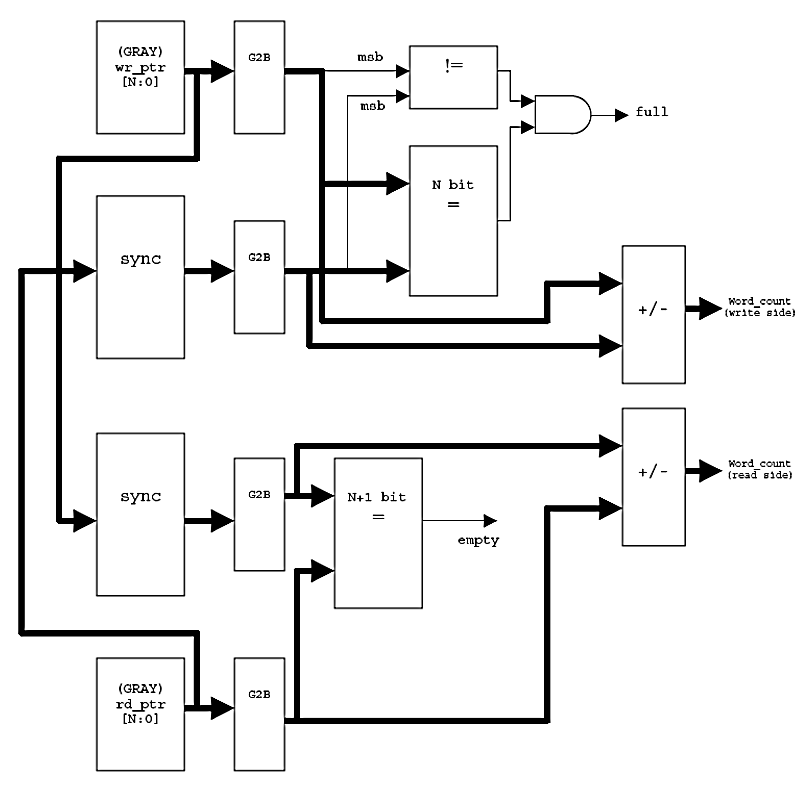 (GRAY)
wr_ptr
[N:0]
G2B
msb
!=
msb
full
N bit
=
sync
G2B
+/-
Word_count
(write side)
sync
G2B
N+1 bit
=
empty
+/-
Word_count
(read side)
(GRAY)
rd_ptr
[N:0]
G2B